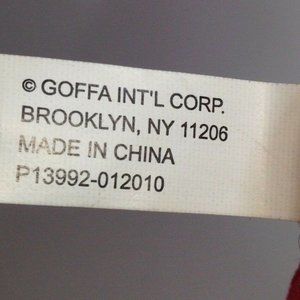 © GOFFA INT'L CORP.
BROOKLYN, NY 11206
MADE IN CHINA
P13992-012010